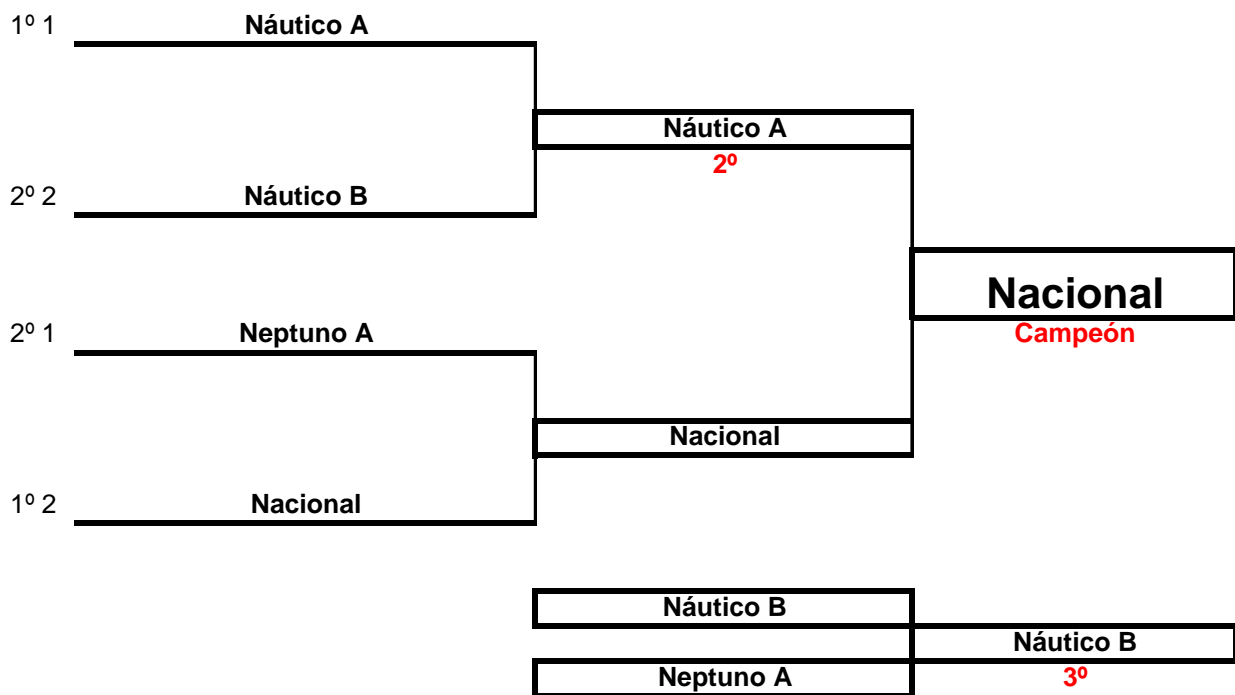 1º 1 Náutico A
Náutico A
2º
2º 2 Náutico B
Nacional
2º 1 Neptuno A Campeón
Nacional
1º 2 Nacional
Náutico B
Náutico B
Neptuno A 3º